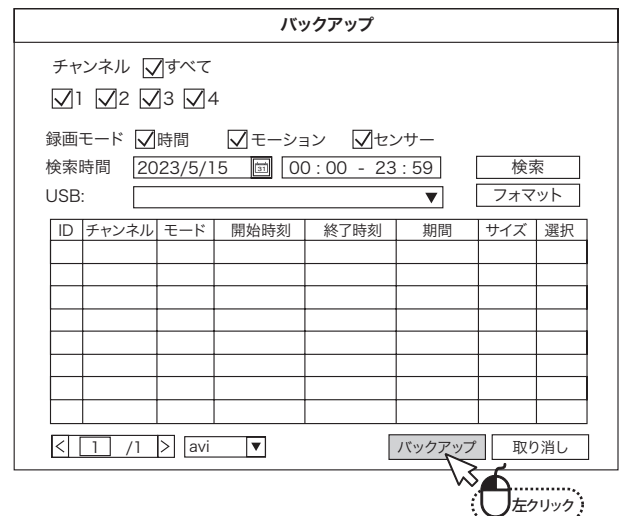 バックアップ
チャンネル すべて
1 2 3 4
録画モード 時間 モーション センサー
検索時間 2023/5/15 31 00 : 00 - 23 : 59 検索
USB: フォマット
ID チャンネル モード 開始時刻 終了時刻 期間 サイズ 選択
< 1 /1 > avi バックアップ 取り消し
左クリック